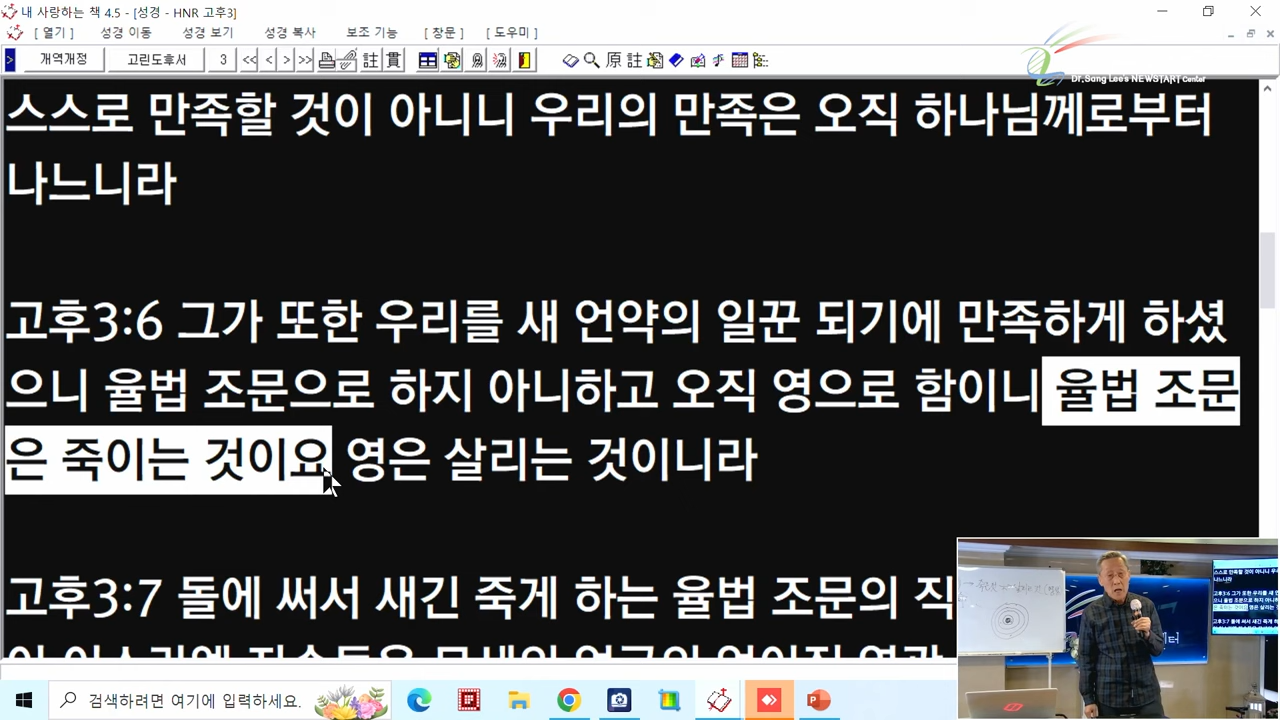 내 사랑하는 책 4.5 - [성경 - HNR 고후3]
[ 열기 ] 성경 이동 성경 보기 성경 복사 보조 기능 [ 창문 ] [ 도우미 ]
> 개역개정 고린도후서 3 << < > >> 註 貫 原 註
Dr. Sang Lee's NEWSTART Center
스스로 만족할 것이 아니니 우리의 만족은 오직 하나님께로부터
나느니라
고후3:6 그가 또한 우리를 새 언약의 일꾼 되기에 만족하게 하셨
으니 율법 조문으로 하지 아니하고 오직 영으로 함이니 율법 조문
은 죽이는 것이요 영은 살리는 것이니라
고후3:7 돌에 써서 새긴 죽게 하는 율법 조문의 직
검색하려면 여기에 입력하세요.